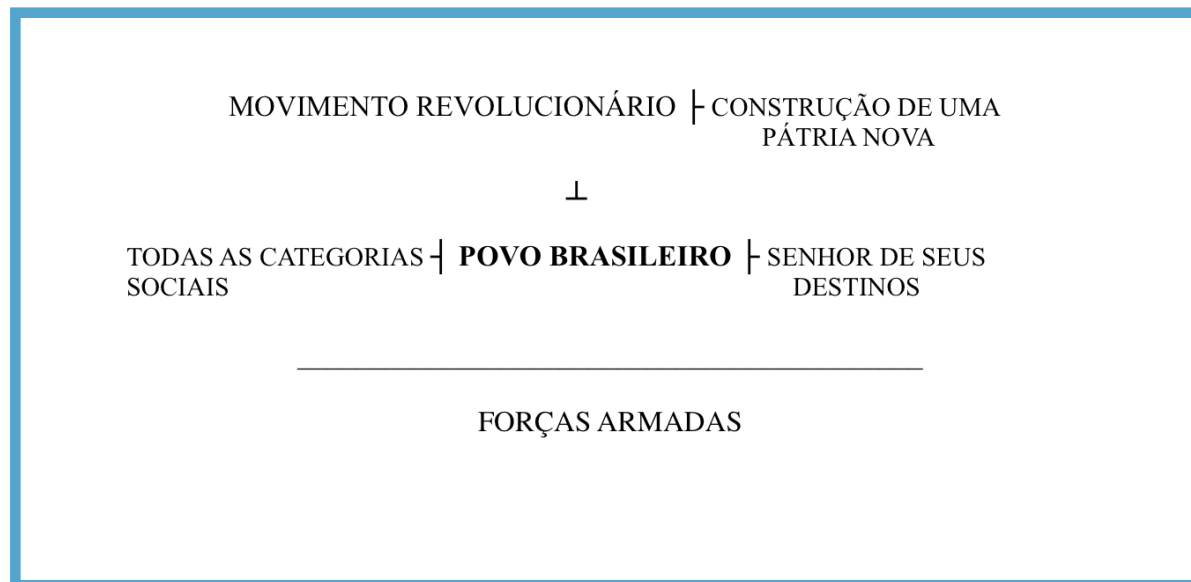 MOVIMENTO REVOLUCIONÁRIO ├ CONSTRUÇÃO DE UMA
PÁTRIA NOVA
┴
TODAS AS CATEGORIAS ┤ POVO BRASILEIRO ├ SENHOR DE SEUS
SOCIAIS DESTINOS
FORÇAS ARMADAS